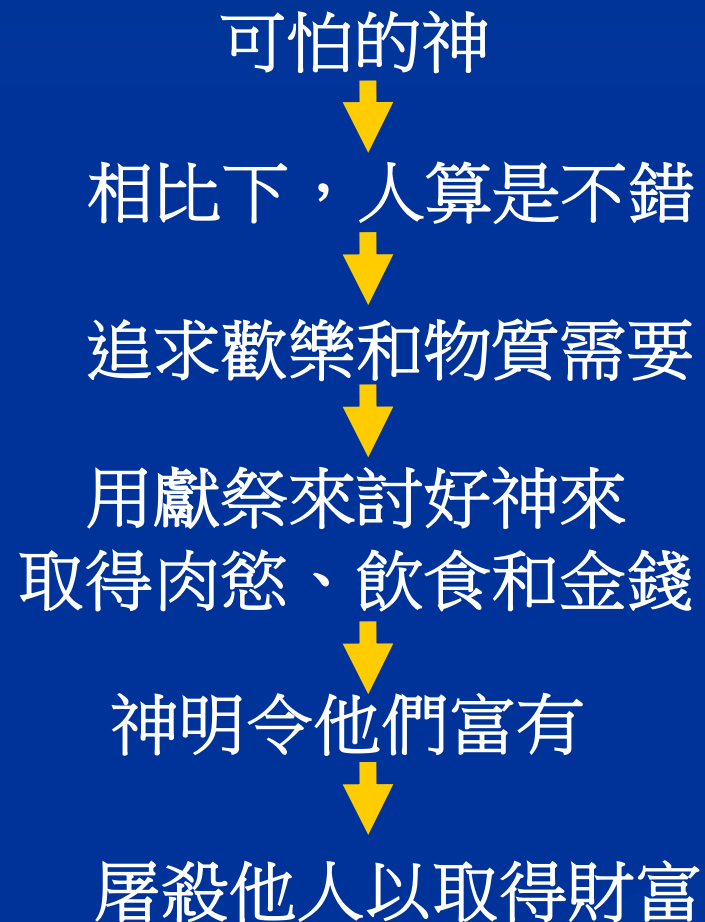 可怕的神
相比下，人算是不錯
追求歡樂和物質需要
用獻祭來討好神來
取得肉慾、飲食和金錢
神明令他們富有
屠殺他人以取得財富